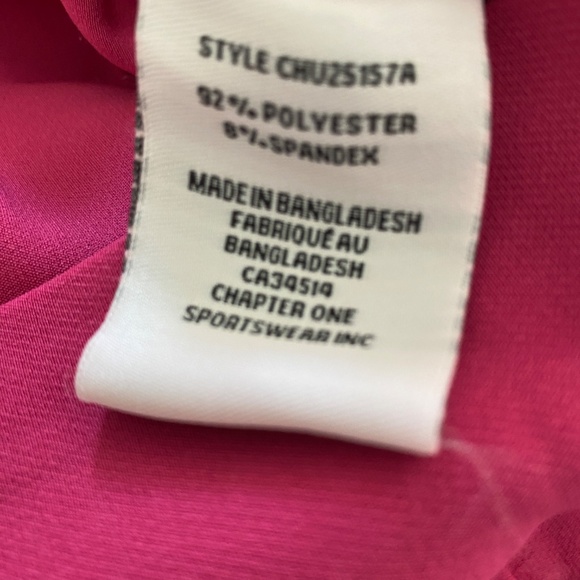 STYLE CHU25157A
92% POLYESTER
8% SPANDEX
MADE IN BANGLADESH
FABRIQUÉ AU
BANGLADESH
CA34514
CHAPTER ONE
SPORTSWEAR INC